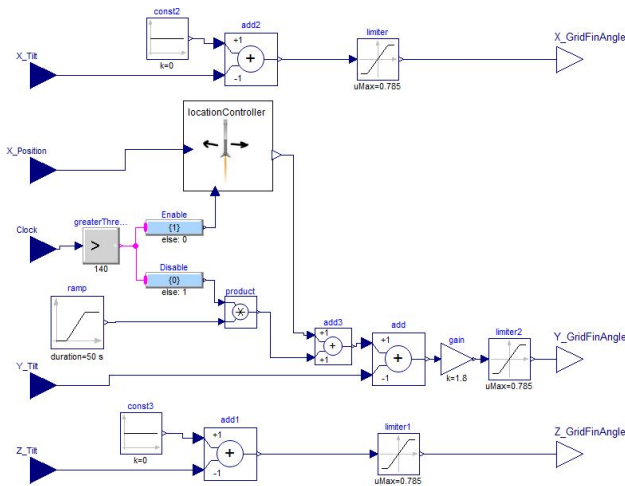 const2
add2
limiter
X_GridFinAngle
X_Tilt
+1
+
-1
k=0
uMax=0.785
locationController
X_Position
Clock
greaterThre...
>
140
Enable
{1}
else: 0
Disable
{0}
else: 1
ramp
product
duration=50 s
add3
+1
+
+1
add
+1
+
-1
gain
k=1.8
limiter2
Y_GridFinAngle
Y_Tilt
uMax=0.785
const3
add1
limiter1
Z_GridFinAngle
+1
+
-1
k=0
Z_Tilt
uMax=0.785